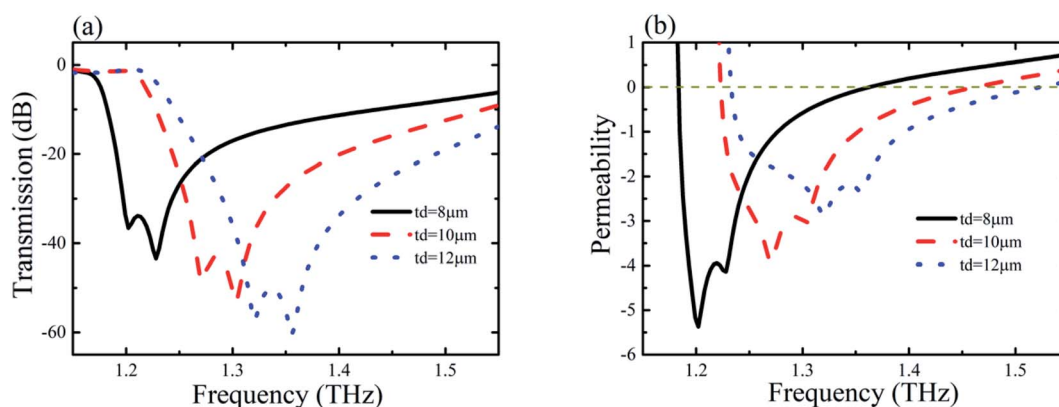 (a)
Transmission (dB)
0
-20
-40
-60
1.2 1.3 1.4 1.5
Frequency (THz)
td=8μm
td=10μm
td=12μm
(b)
Permeability
1
0
-1
-2
-3
-4
-5
-6
1.2 1.3 1.4 1.5
Frequency (THz)
td=8μm
td=10μm
td=12μm